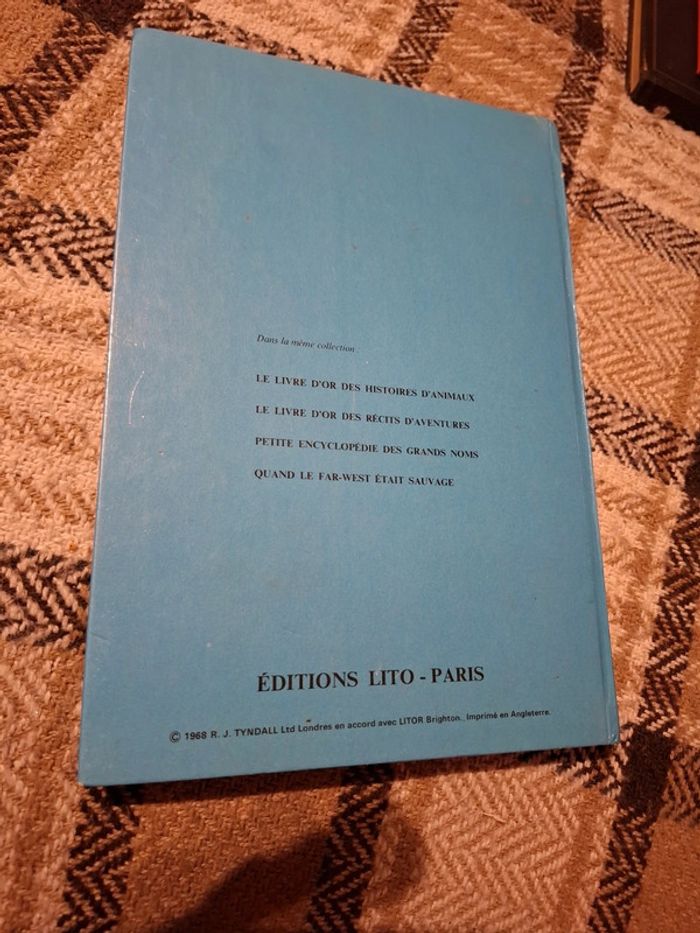 Dans la même collection :
LE LIVRE D'OR DES HISTOIRES D'ANIMAUX
LE LIVRE D'OR DES RÉCITS D'AVENTURES
PETITE ENCYCLOPÉDIE DES GRANDS NOMS
QUAND LE FAR-WEST ÉTAIT SAUVAGE
ÉDITIONS LITO - PARIS
© 1968 R. J. TYNDALL Ltd Londres en accord avec LITOR Brighton. Imprimé en Angleterre.